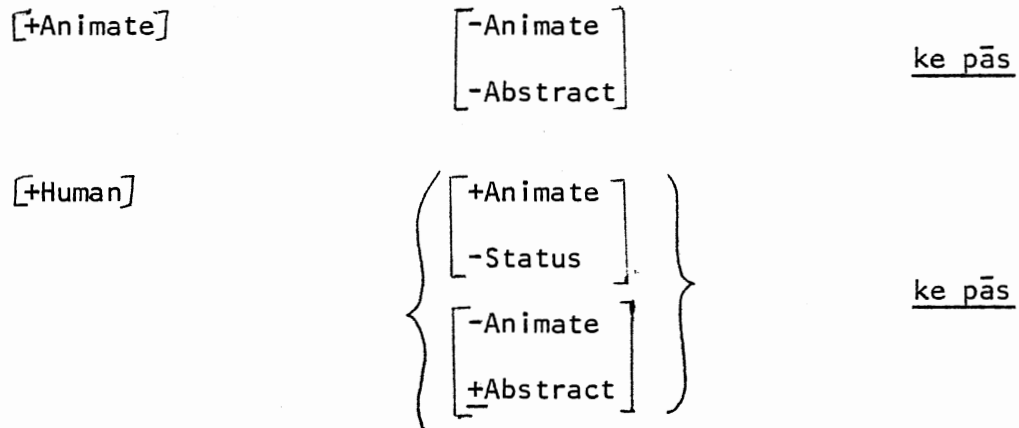 [+Animate] [-Animate
-Abstract] ke pās
[+Human] { [+Animate
-Status]
ke pās
[-Animate
±Abstract] }